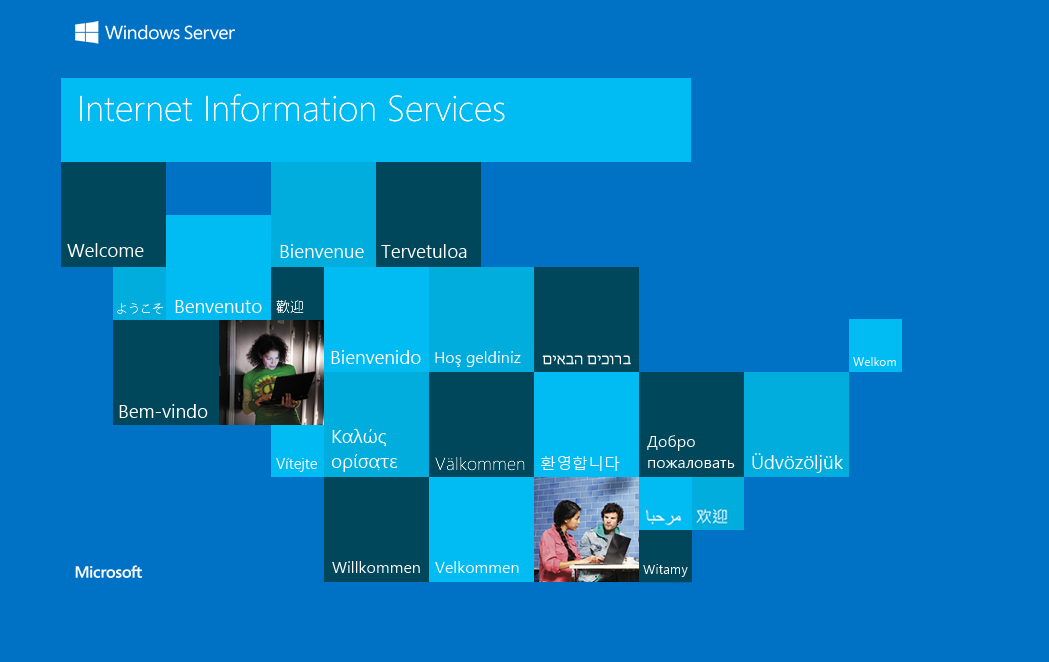 Windows Server
Internet Information Services
Welcome
Bienvenue
Tervetuloa
ようこそ
Benvenuto
歡迎
Bienvenido
Hoş geldiniz
ברוכים הבאים
Welkom
Bem-vindo
Vítejte
Καλώς
ορίσατε
Välkommen
환영합니다
Добро
пожаловать
Üdvözöljük
Willkommen
Velkommen
مرحبا
欢迎
Witamy
Microsoft